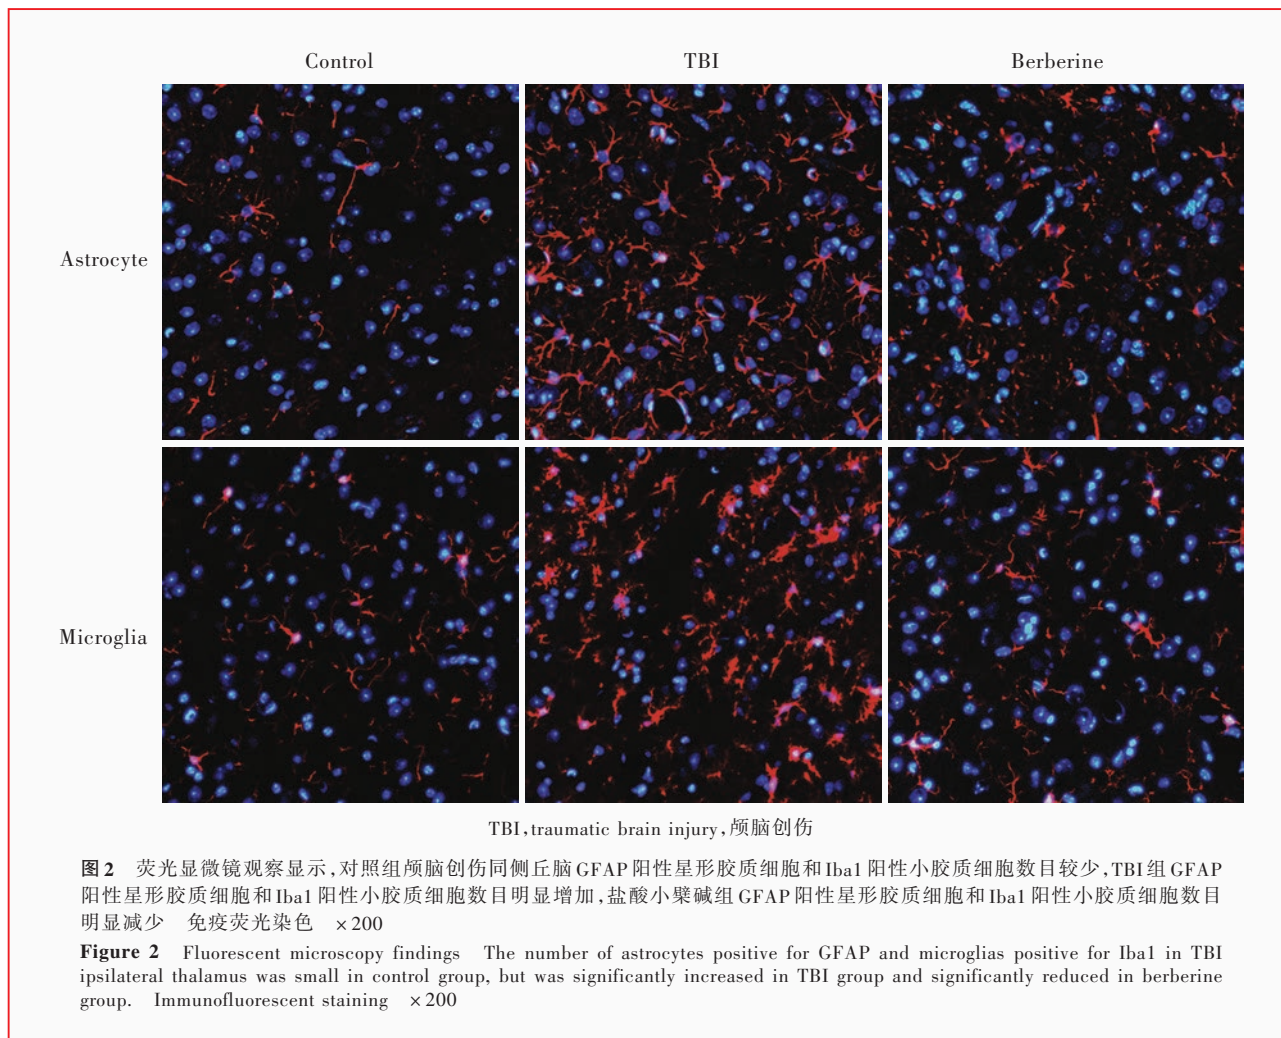 Control TBI Berberine
Astrocyte
Microglia
TBI,traumatic brain injury,颅脑创伤
图2 荧光显微镜观察显示,对照组颅脑创伤同侧丘脑GFAP阳性星形胶质细胞和Iba1阳性小胶质细胞数目较少,TBI组GFAP
阳性星形胶质细胞和Iba1阳性小胶质细胞数目明显增加,盐酸小檗碱组GFAP阳性星形胶质细胞和Iba1阳性小胶质细胞数目
明显减少 免疫荧光染色 ×200
Figure 2 Fluorescent microscopy findings The number of astrocytes positive for GFAP and microglias positive for Iba1 in TBI
ipsilateral thalamus was small in control group, but was significantly increased in TBI group and significantly reduced in berberine
group. Immunofluorescent staining ×200